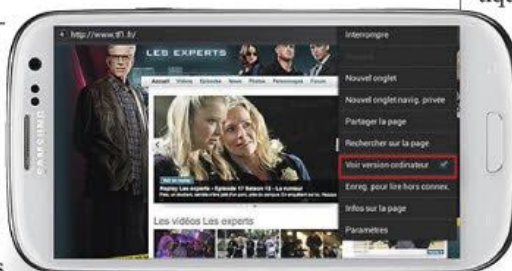 iqu
http://www.tf1.fr/
Interrompre
LES EXPERTS
Accueil Vidéos Episodes News Photos Personnages Forum
Nouvel onglet
Nouvel onglet navig. privée
Partager la page
Rechercher sur la page
Voir version ordinateur
Enreg. pour lire hors connex.
Infos sur la page
Paramètres
Replay Les experts - Episode 17 Saison 13 - La rumeur
Les vidéos Les experts
SAMSUNG
s